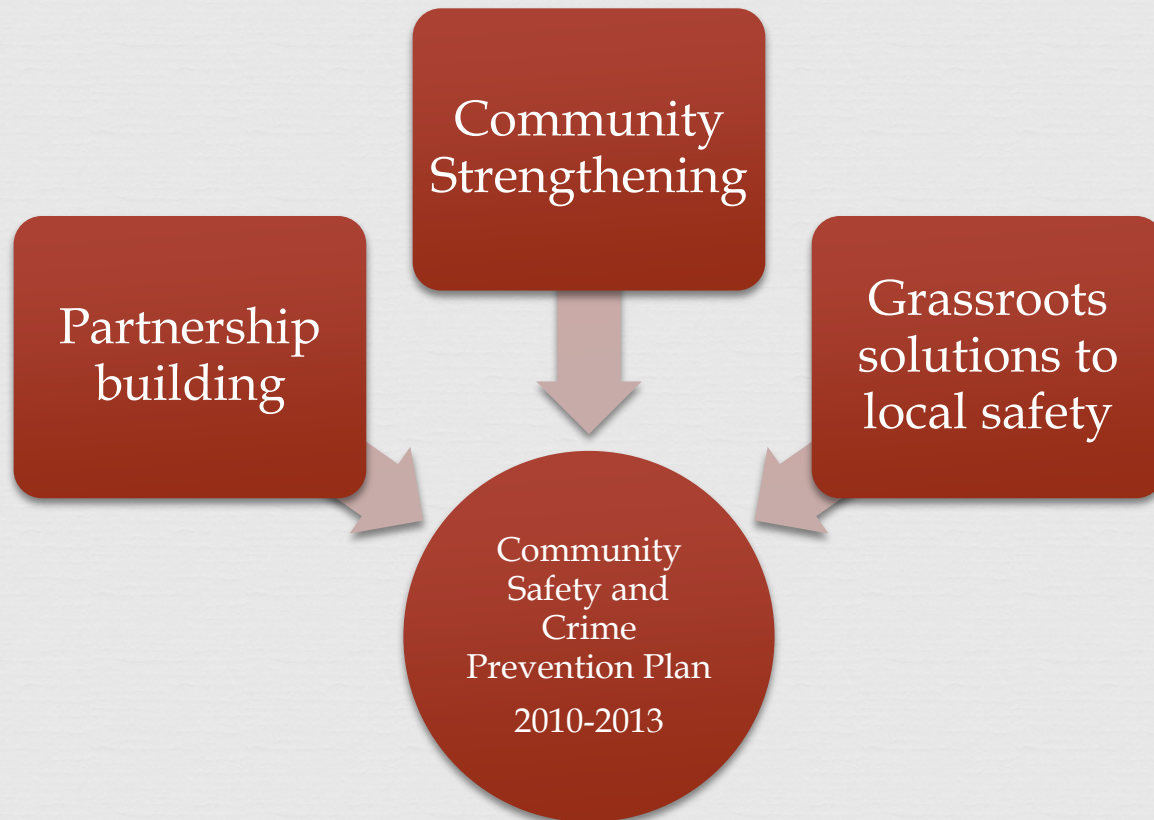 Community
Strengthening
Partnership
building
Grassroots
solutions to
local safety
Community
Safety and
Crime
Prevention Plan
2010-2013